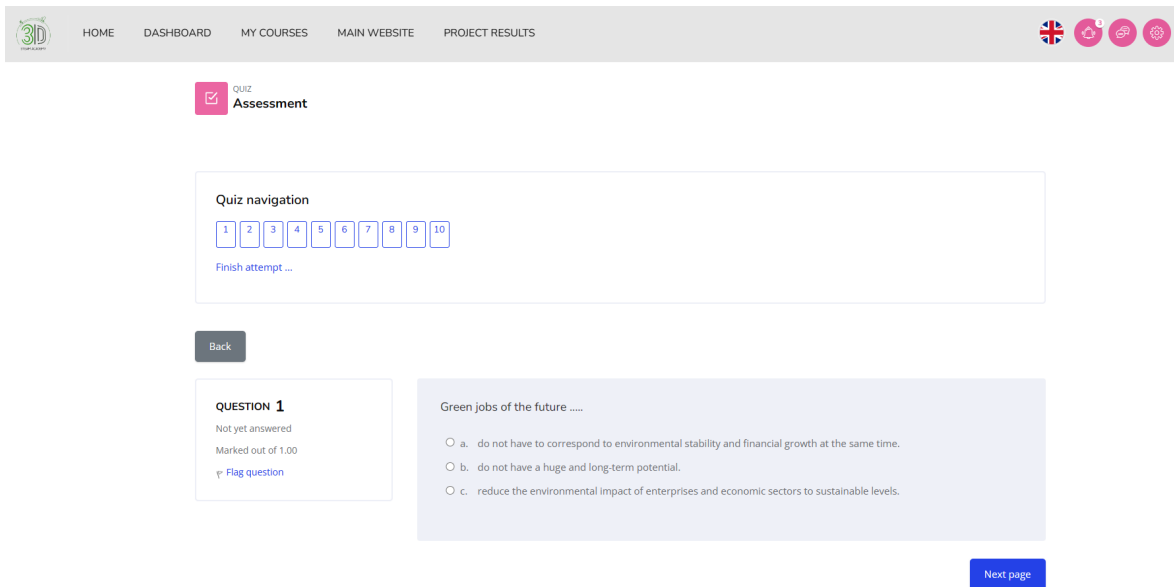 3D
HOME DASHBOARD MY COURSES MAIN WEBSITE PROJECT RESULTS
3
QUIZ
Assessment
Quiz navigation
1 2 3 4 5 6 7 8 9 10
Finish attempt ...
Back
QUESTION 1
Not yet answered
Marked out of 1.00
Flag question
Green jobs of the future .....
a. do not have to correspond to environmental stability and financial growth at the same time.
b. do not have a huge and long-term potential.
c. reduce the environmental impact of enterprises and economic sectors to sustainable levels.
Next page